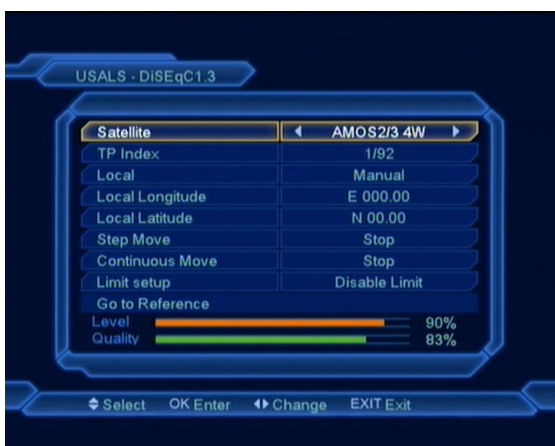 USALS - DiSEqC1.3
Satellite AMOS2/3 4W
TP Index 1/92
Local Manual
Local Longitude E 000.00
Local Latitude N 00.00
Step Move Stop
Continuous Move Stop
Limit setup Disable Limit
Go to Reference
Level 90%
Quality 83%
Select OK Enter Change EXIT Exit